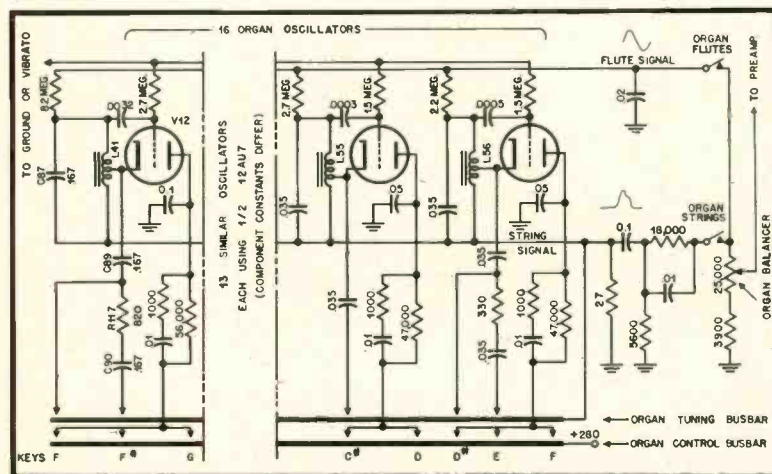 16 ORGAN OSCILLATORS
TO GROUND OR VIBRATO
8.2 MEG.
2.7 MEG.
V12
L41
C87
.167
0.1
C89
.167
R117
820
1000
56,000
.01
C90
.167
13 SIMILAR OSCILLATORS
EACH USING 1/2 12AU7
(COMPONENT CONSTANTS DIFFER)
2.7 MEG.
.0003
1.5 MEG.
L55
.035
.05
.035
1000
47,000
.01
2.2 MEG.
.0005
1.5 MEG.
L56
.035
.05
.035
330
.035
1000
47,000
.01
FLUTE SIGNAL
.02
ORGAN
FLUTES
TO PREAMP
STRING
SIGNAL
0.1
18,000
.01
2.7
5600
ORGAN
STRINGS
25,000
3900
ORGAN BALANCER
ORGAN TUNING BUSBAR
+280
ORGAN CONTROL BUSBAR
KEYS F F# G C# D D# E F